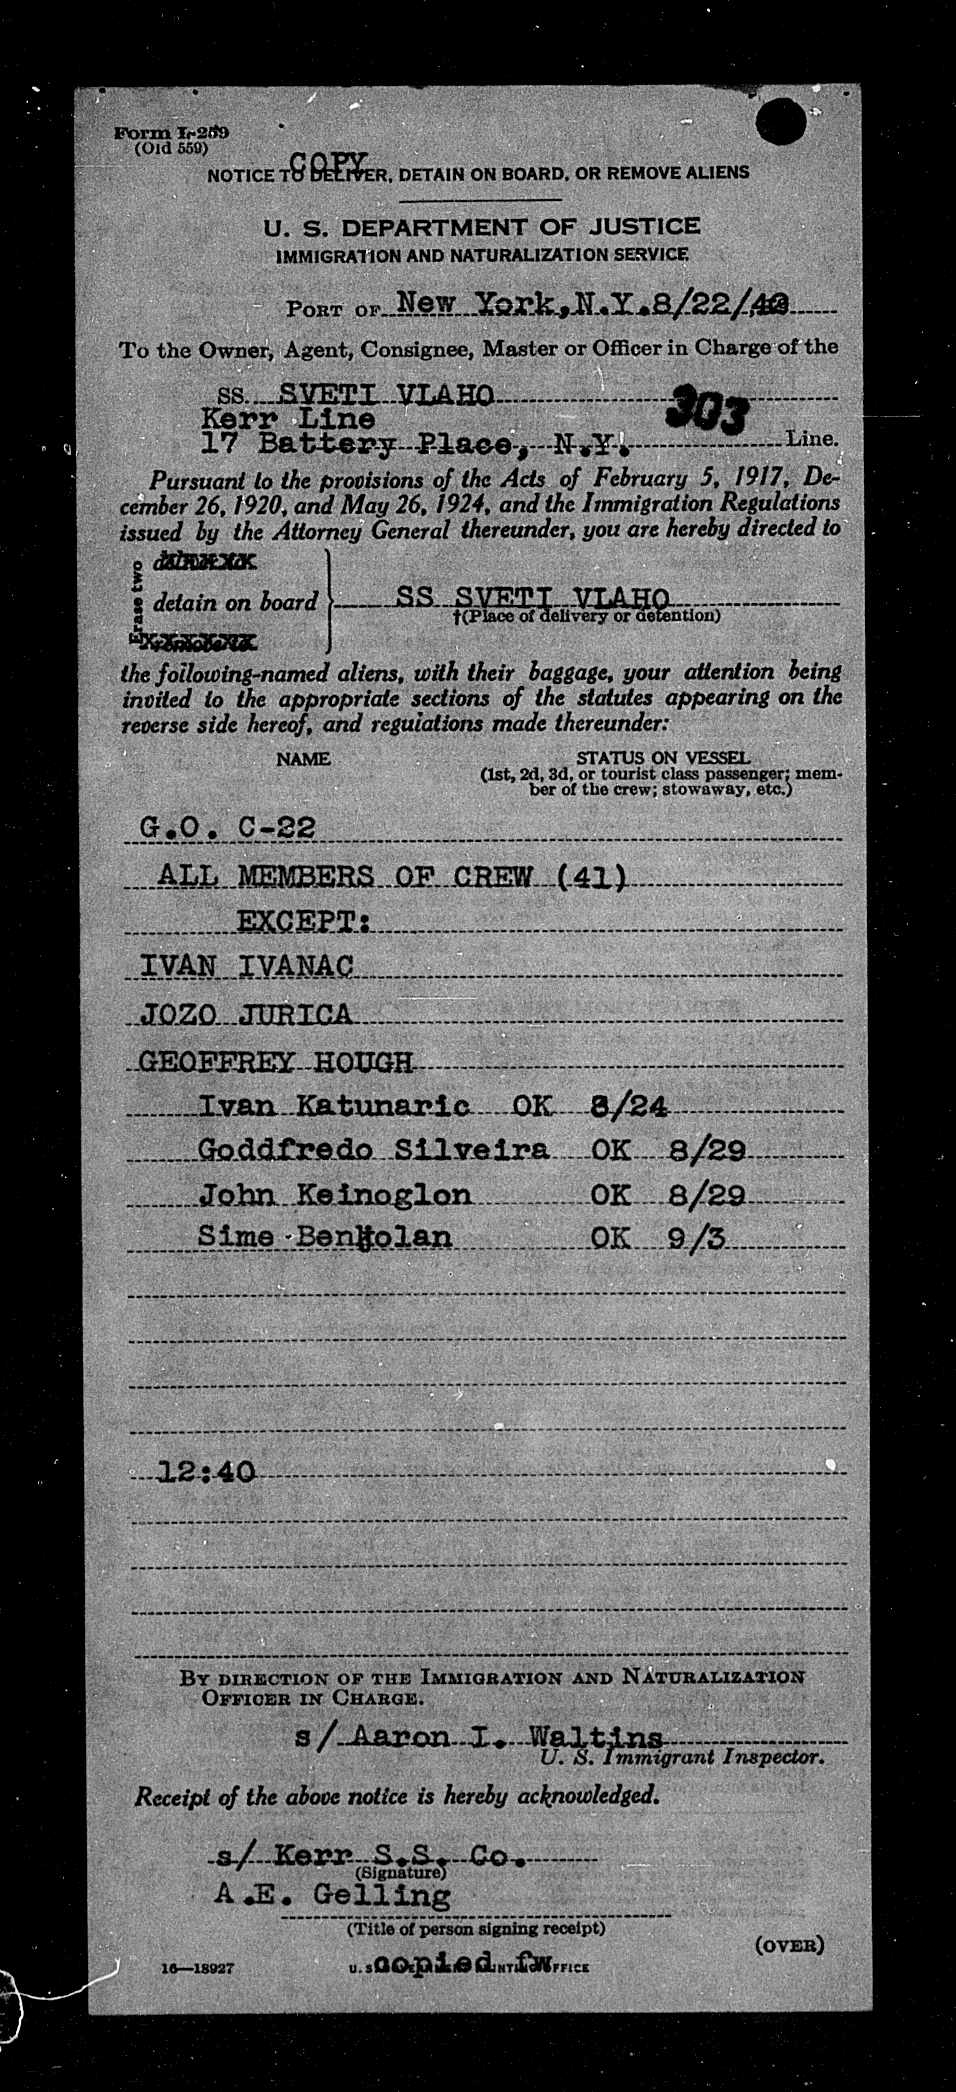 Form I-259
(Old 559)
COPY
NOTICE TO DELIVER, DETAIN ON BOARD, OR REMOVE ALIENS
U. S. DEPARTMENT OF JUSTICE
IMMIGRATION AND NATURALIZATION SERVICE
PORT OF New York,N.Y.8/22/
To the Owner, Agent, Consignee, Master or Officer in Charge of the
SS. SVETI VLAHO
303
Kerr Line
17 Battery Place, N.Y. Line.
Pursuant to the provisions of the Acts of February 5, 1917, De-
cember 26, 1920, and May 26, 1924, and the Immigration Regulations
issued by the Attorney General thereunder, you are hereby directed to
Erase two
detain on board } SS SVETI VLAHO
†(Place of delivery or detention)
the following-named aliens, with their baggage, your attention being
invited to the appropriate sections of the statutes appearing on the
reverse side hereof, and regulations made thereunder:
NAME STATUS ON VESSEL
(1st, 2d, 3d, or tourist class passenger; mem-
ber of the crew; stowaway, etc.)
G.O. C-22
ALL MEMBERS OF CREW (41)
EXCEPT:
IVAN IVANAC
JOZO JURICA
GEOFFREY HOUGH
Ivan Katunaric OK 8/24
Goddfredo Silveira OK 8/29
John Keinoglon OK 8/29
Sime OK 9/3
12:40
BY DIRECTION OF THE IMMIGRATION AND NATURALIZATION
OFFICER IN CHARGE.
s/ Aaron I. Waltins
U. S. Immigrant Inspector.
Receipt of the above notice is hereby acknowledged.
s/ Kerr S.S. Co.
(Signature)
A.E. Gelling
(Title of person signing receipt)
(OVER)
16—18927 copied fw